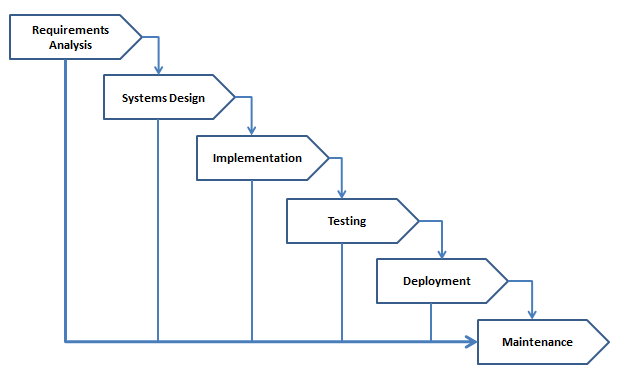 Requirements
Analysis
Systems Design
Implementation
Testing
Deployment
Maintenance